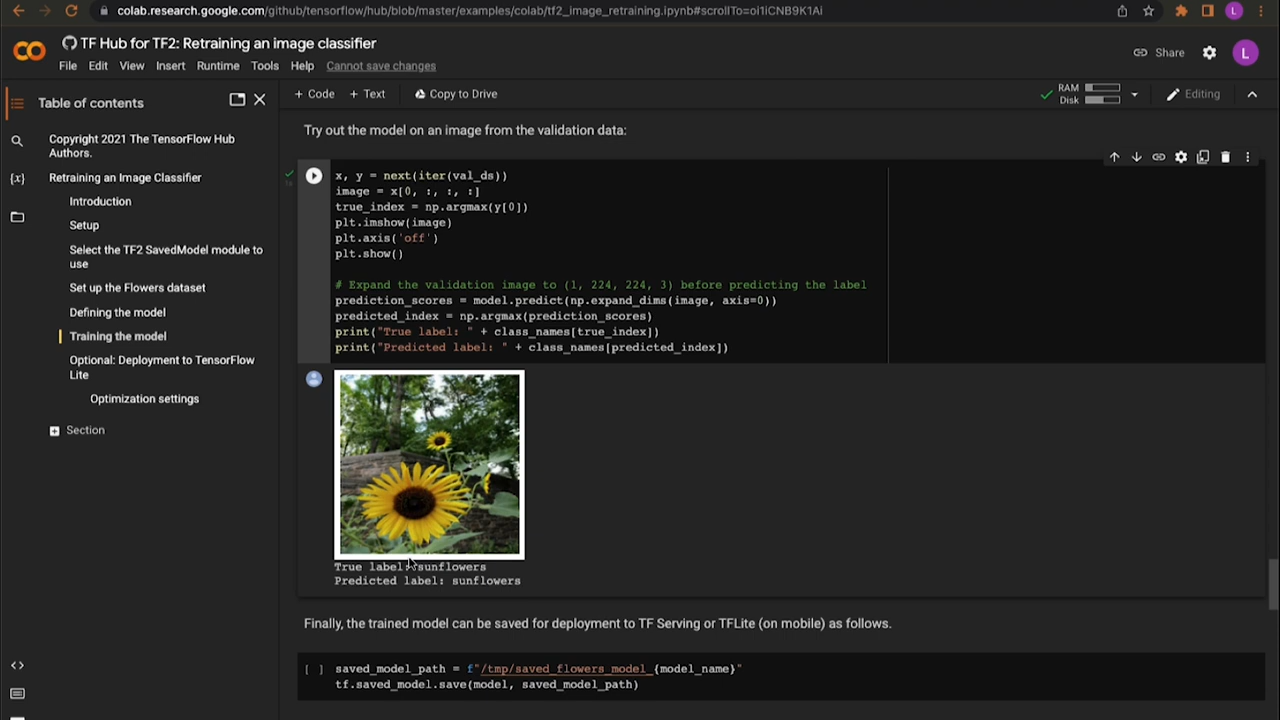 colab.research.google.com/github/tensorflow/hub/blob/master/examples/colab/tf2_image_retraining.ipynb#scrollTo=oi1iCNB9K1Ai
L
TF Hub for TF2: Retraining an image classifier
File Edit View Insert Runtime Tools Help Cannot save changes
Share
L
Table of contents
Copyright 2021 The TensorFlow Hub
Authors.
Retraining an Image Classifier
Introduction
Setup
Select the TF2 SavedModel module to
use
Set up the Flowers dataset
Defining the model
Training the model
Optional: Deployment to TensorFlow
Lite
Optimization settings
Section
+ Code + Text Copy to Drive
RAM
Disk
Editing
Try out the model on an image from the validation data:
x, y = next(iter(val_ds))
image = x[0, :, :, :]
true_index = np.argmax(y[0])
plt.imshow(image)
plt.axis('off')
plt.show()
# Expand the validation image to (1, 224, 224, 3) before predicting the label
prediction_scores = model.predict(np.expand_dims(image, axis=0))
predicted_index = np.argmax(prediction_scores)
print("True label: " + class_names[true_index])
print("Predicted label: " + class_names[predicted_index])
True label: sunflowers
Predicted label: sunflowers
Finally, the trained model can be saved for deployment to TF Serving or TFLite (on mobile) as follows.
[ ] saved_model_path = f"/tmp/saved_flowers_model_{model_name}"
tf.saved_model.save(model, saved_model_path)